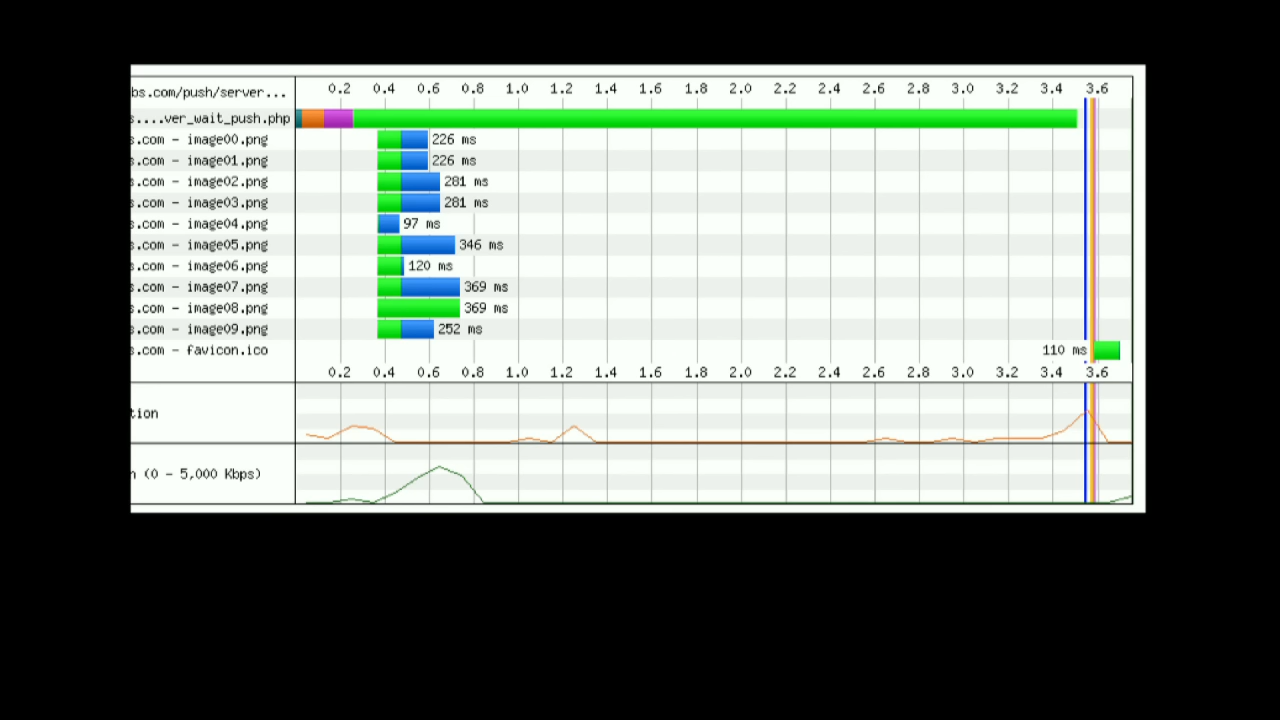 bs.com/push/server...
0.2 0.4 0.6 0.8 1.0 1.2 1.4 1.6 1.8 2.0 2.2 2.4 2.6 2.8 3.0 3.2 3.4 3.6
s....ver_wait_push.php
s.com - image00.png 226 ms
s.com - image01.png 226 ms
s.com - image02.png 281 ms
s.com - image03.png 281 ms
s.com - image04.png 97 ms
s.com - image05.png 346 ms
s.com - image06.png 120 ms
s.com - image07.png 369 ms
s.com - image08.png 369 ms
s.com - image09.png 252 ms
s.com - favicon.ico 110 ms
0.2 0.4 0.6 0.8 1.0 1.2 1.4 1.6 1.8 2.0 2.2 2.4 2.6 2.8 3.0 3.2 3.4 3.6
tion
n (0 - 5,000 Kbps)